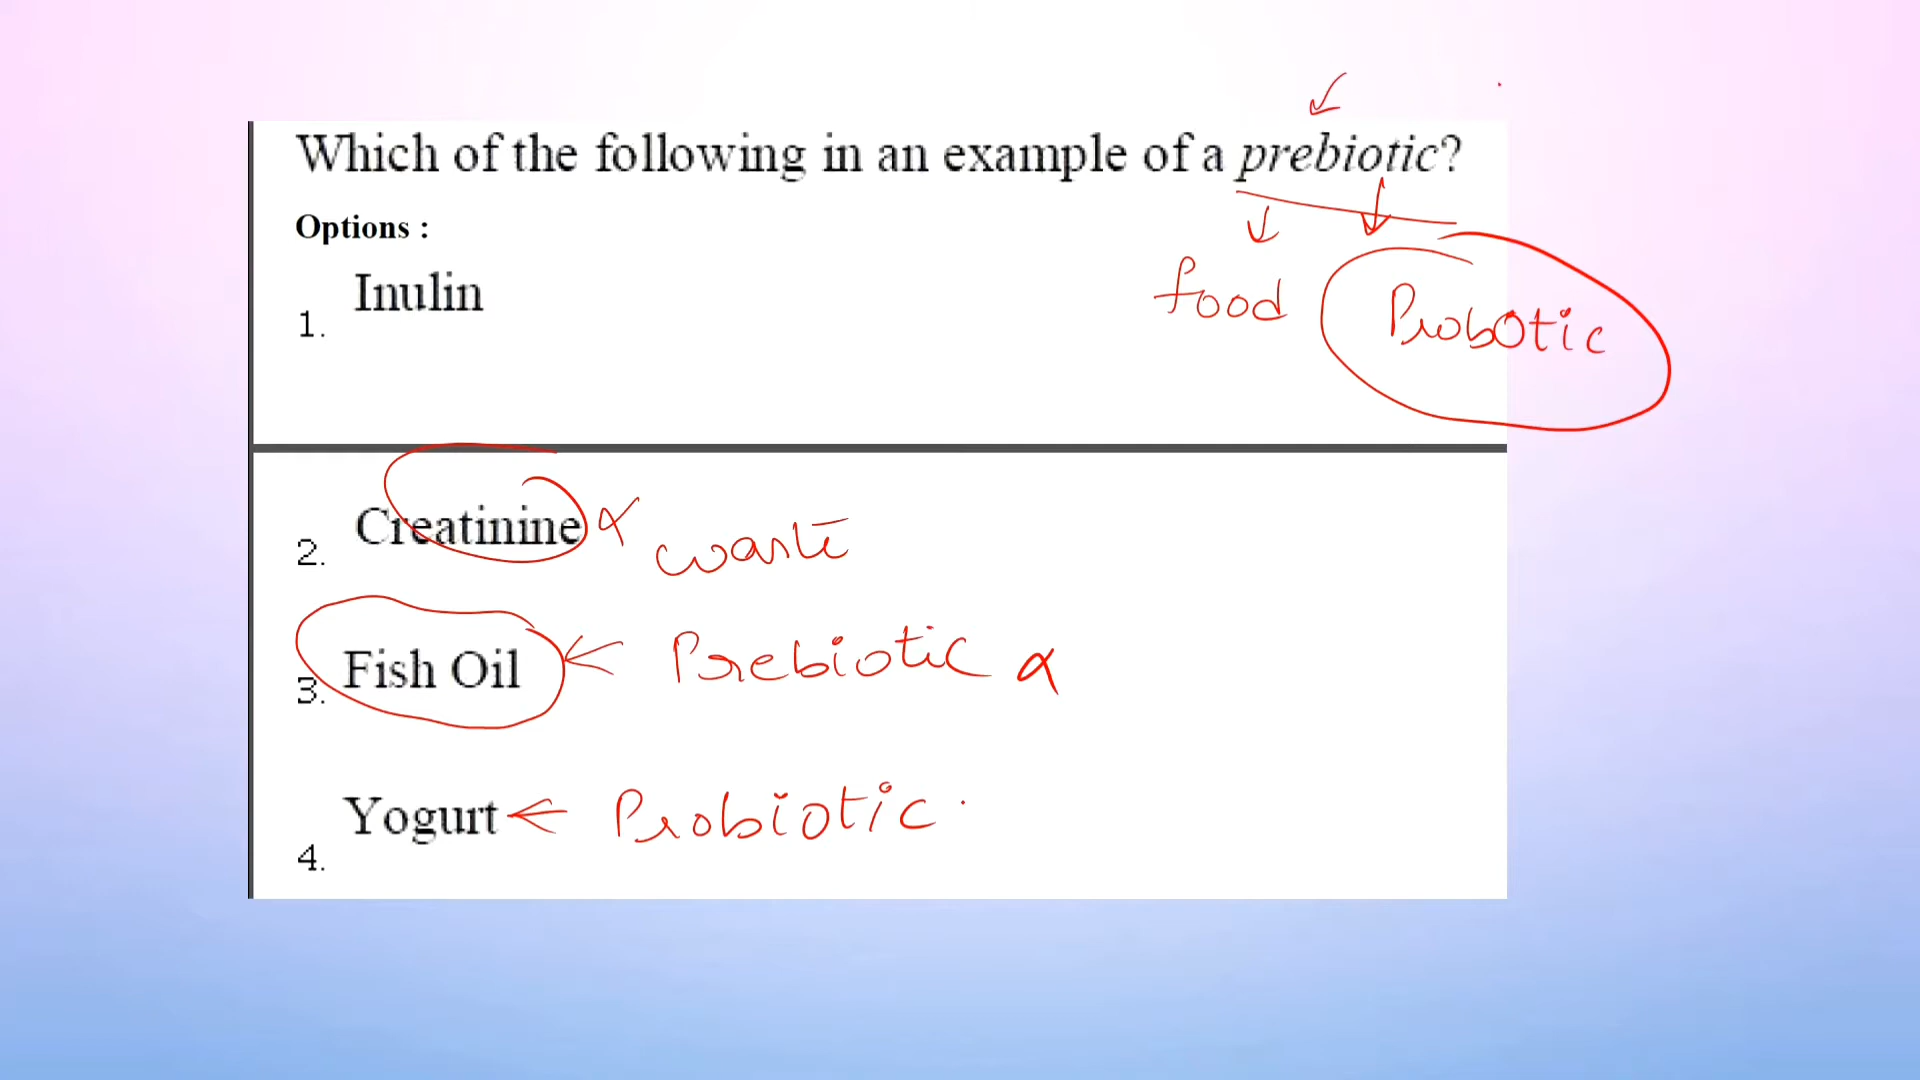 Which of the following in an example of a prebiotic?
Options :
food
Probotic
1. Inulin
2. Creatinine waste
3. Fish Oil Prebiotic
4. Yogurt Probiotic